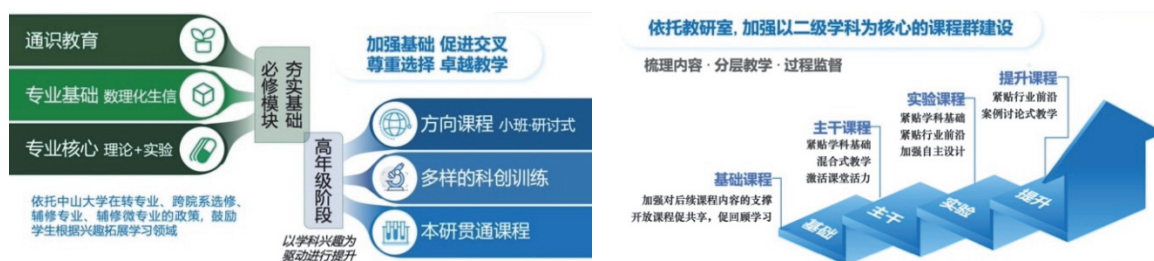 通识教育
专业基础 数理化生信
专业核心 理论+实验
夯实基础
必修模块
加强基础 促进交叉
尊重选择 卓越教学
高年级阶段
方向课程 小班·研讨式
多样的科创训练
本研贯通课程
依托中山大学在转专业、跨院系选修、
辅修专业、辅修微专业的政策,鼓励
学生根据兴趣拓展学习领域
以学科兴趣为
驱动进行提升
依托教研室,加强以二级学科为核心的课程群建设
梳理内容·分层教学·过程监督
基础课程
加强对后续课程内容的支撑
开放课程促共享,促回顾学习
主干课程
紧贴学科基础
混合式教学
激活课堂活力
实验课程
紧贴学科基础
紧贴行业前沿
加强自主设计
提升课程
紧贴行业前沿
案例讨论式教学
基础
主干
实验
提升